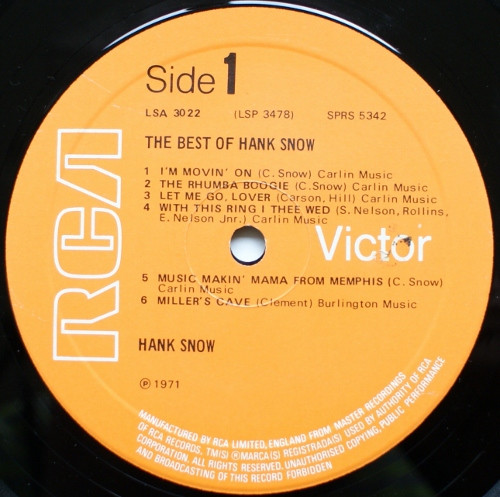 RCA
Side 1
LSA 3022 (LSP 3478) SPRS 5342
THE BEST OF HANK SNOW
1 I'M MOVIN' ON (C. Snow) Carlin Music
2 THE RHUMBA BOOGIE (C. Snow) Carlin Music
3 LET ME GO, LOVER (Carson, Hill) Carlin Music
4 WITH THIS RING I THEE WED (S. Nelson, Rollins,
E. Nelson Jnr.) Carlin Music
Victor
5 MUSIC MAKIN' MAMA FROM MEMPHIS (C. Snow)
Carlin Music
6 MILLER'S CAVE (Clement) Burlington Music
HANK SNOW
℗ 1971
MANUFACTURED BY RCA LIMITED, ENGLAND FROM MASTER RECORDINGS
OF RCA RECORDS. TM(S) ® MARCA(S) REGISTRADA(S) USED BY AUTHORITY OF RCA
CORPORATION. ALL RIGHTS RESERVED. UNAUTHORISED COPYING, PUBLIC PERFORMANCE
AND BROADCASTING OF THIS RECORD FORBIDDEN